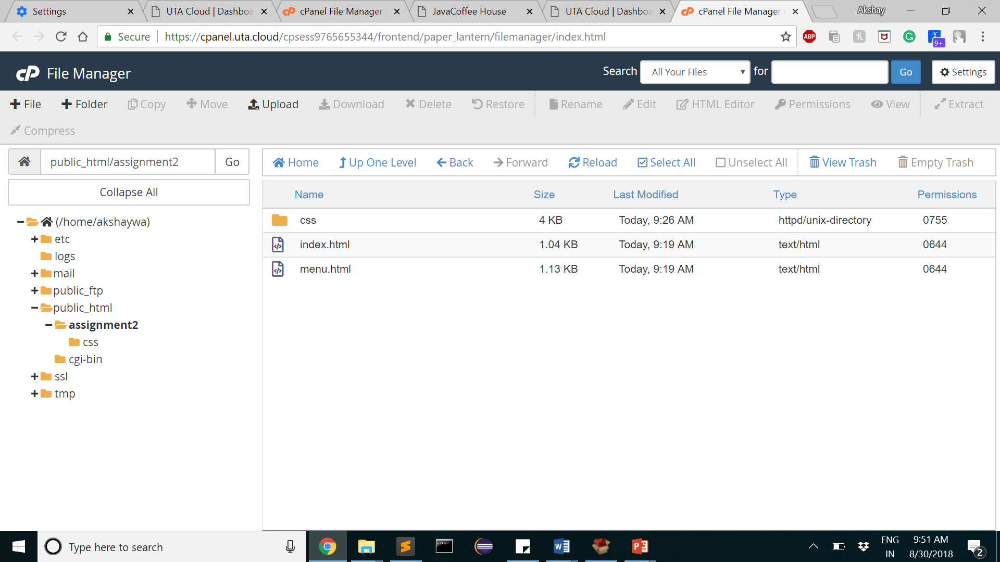 Settings
UTA Cloud | Dashboa
cPanel File Manager
JavaCoffee House
UTA Cloud | Dashboa
cPanel File Manager
Akshay
Secure
https://cpanel.uta.cloud/cpsess9765655344/frontend/paper_lantern/filemanager/index.html
ABP
9+
cP File Manager
Search All Your Files for Go Settings
File Folder Copy Move Upload Download Delete Restore Rename Edit HTML Editor Permissions View Extract
Compress
public_html/assignment2 Go
Home Up One Level Back Forward Reload Select All Unselect All View Trash Empty Trash
Collapse All
(/home/akshaywa)
etc
logs
mail
public_ftp
public_html
assignment2
css
cgi-bin
ssl
tmp
Name Size Last Modified Type Permissions
css 4 KB Today, 9:26 AM httpd/unix-directory 0755
index.html 1.04 KB Today, 9:19 AM text/html 0644
menu.html 1.13 KB Today, 9:19 AM text/html 0644
Type here to search
ENG
IN
9:51 AM
8/30/2018
2